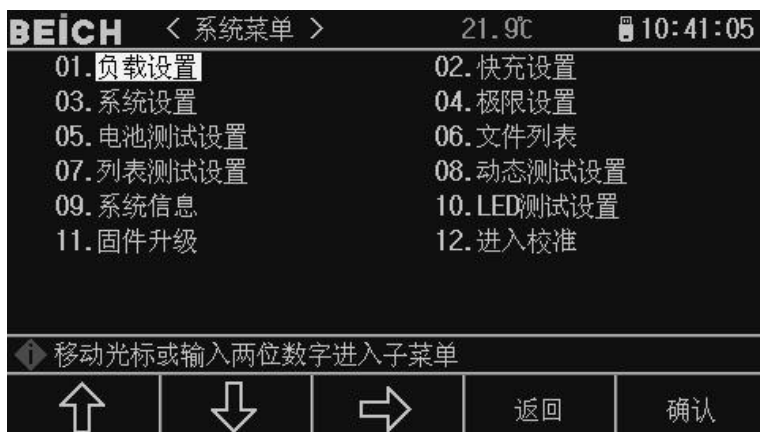 BEICH < 系统菜单 > 21.9℃ 10:41:05
01.负载设置 02.快充设置
03.系统设置 04.极限设置
05.电池测试设置 06.文件列表
07.列表测试设置 08.动态测试设置
09.系统信息 10.LED测试设置
11.固件升级 12.进入校准
移动光标或输入两位数字进入子菜单
返回 确认